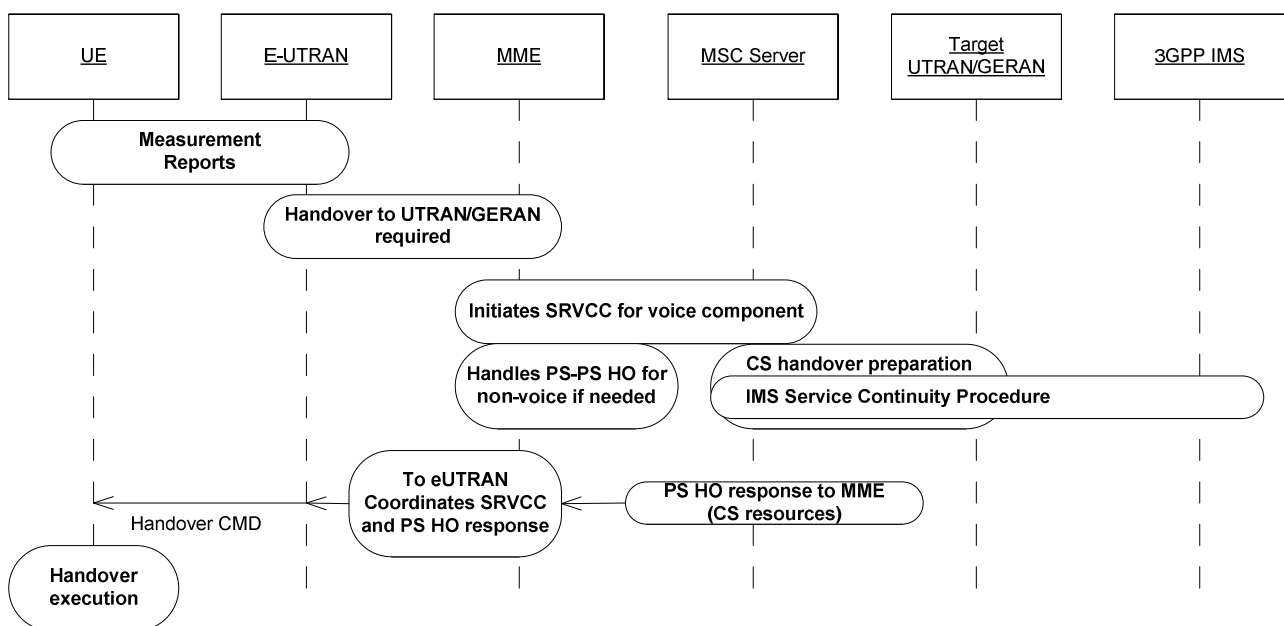 UE
E-UTRAN
MME
MSC Server
Target
UTRAN/GERAN
3GPP IMS
Measurement
Reports
Handover to UTRAN/GERAN
required
Initiates SRVCC for voice component
Handles PS-PS HO for
non-voice if needed
CS handover preparation
IMS Service Continuity Procedure
To eUTRAN
Coordinates SRVCC
and PS HO response
PS HO response to MME
(CS resources)
Handover CMD
Handover
execution